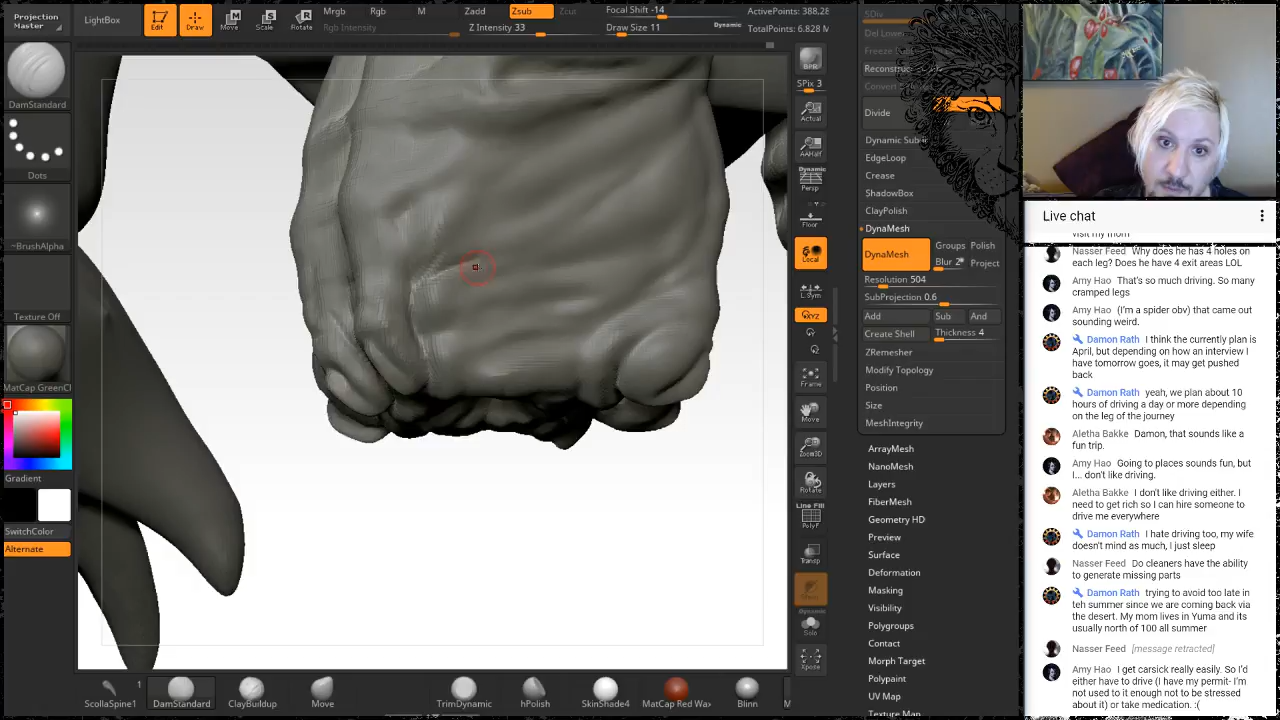 Projection
Master
LightBox
Edit
Draw
Move
Scale
Rotate
Mrgb
Rgb
M
Rgb Intensity
Zadd
Zsub
Zcut
Z Intensity 33
Focal Shift -14
Draw Size 11
Dynamic
ActivePoints: 388,28
TotalPoints: 6.828 M
DamStandard
Dots
~BrushAlpha
Texture Off
MatCap GreenCl
Gradient
SwitchColor
Alternate
BPR
SPix 3
Actual
AAHalf
Dynamic
Persp
Floor
Local
L.Sym
XYZ
Frame
Move
Zoom3D
Rotate
Line Fill
PolyF
Transp
Dynamic
Solo
Xpose
SDiv
Del Lower
Reconstruct
Divide
EdgeLoop
Crease
ShadowBox
ClayPolish
DynaMesh
DynaMesh
Groups
Polish
Blur 2
Project
Resolution 504
SubProjection 0.6
Add
Sub
And
Create Shell
Thickness 4
ZRemesher
Modify Topology
Position
Size
MeshIntegrity
ArrayMesh
NanoMesh
Layers
FiberMesh
Geometry HD
Preview
Surface
Deformation
Masking
Visibility
Polygroups
Contact
Morph Target
Polypaint
UV Map
Texture Map
1
ScollaSpine1
DamStandard
ClayBuildup
Move
TrimDynamic
hPolish
SkinShade4
MatCap Red Wax
Blinn
M
Live chat
visit my mom
Nasser Feed Why does he has 4 holes on
each leg? Does he have 4 exit areas LOL
Amy Hao That's so much driving. So many
cramped legs
Amy Hao (I'm a spider obv) that came out
sounding weird.
Damon Rath I think the currently plan is
April, but depending on how an interview I
have tomorrow goes, it may get pushed
back
Damon Rath yeah, we plan about 10
hours of driving a day or more depending
on the leg of the journey
Aletha Bakke Damon, that sounds like a
fun trip.
Amy Hao Going to places sounds fun, but
I... don't like driving.
Aletha Bakke I don't like driving either. I
need to get rich so I can hire someone to
drive me everywhere
Damon Rath I hate driving too, my wife
doesn't mind as much, I just sleep
Nasser Feed Do cleaners have the ability
to generate missing parts
Damon Rath trying to avoid too late in
teh summer since we are coming back via
the desert. My mom lives in Yuma and its
usually north of 100 all summer
Nasser Feed [message retracted]
Amy Hao I get carsick really easily. So I'd
either have to drive (I have my permit- I'm
not used to it enough not to be stressed
about it) or take medication. :(